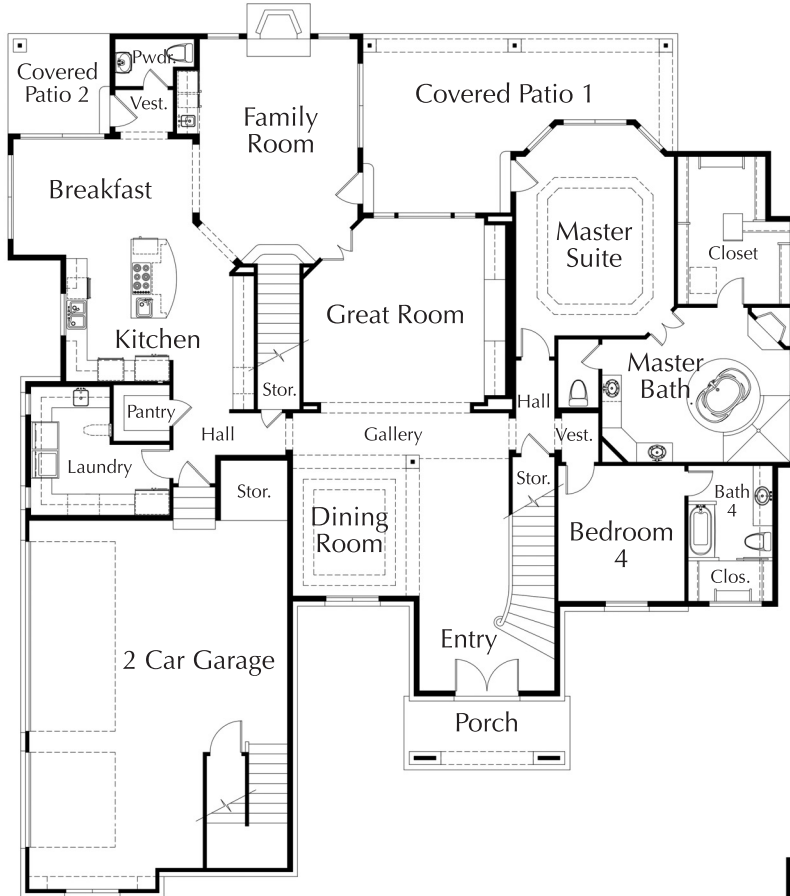 Pwdr.
Covered
Patio 2
Vest.
Family
Room
Covered Patio 1
Breakfast
Master
Suite
Closet
Great Room
Kitchen
Master
Bath
Stor.
Hall
Pantry
Hall
Gallery
Vest.
Laundry
Stor.
Stor.
Bath
4
Dining
Room
Bedroom
4
Clos.
Entry
2 Car Garage
Porch